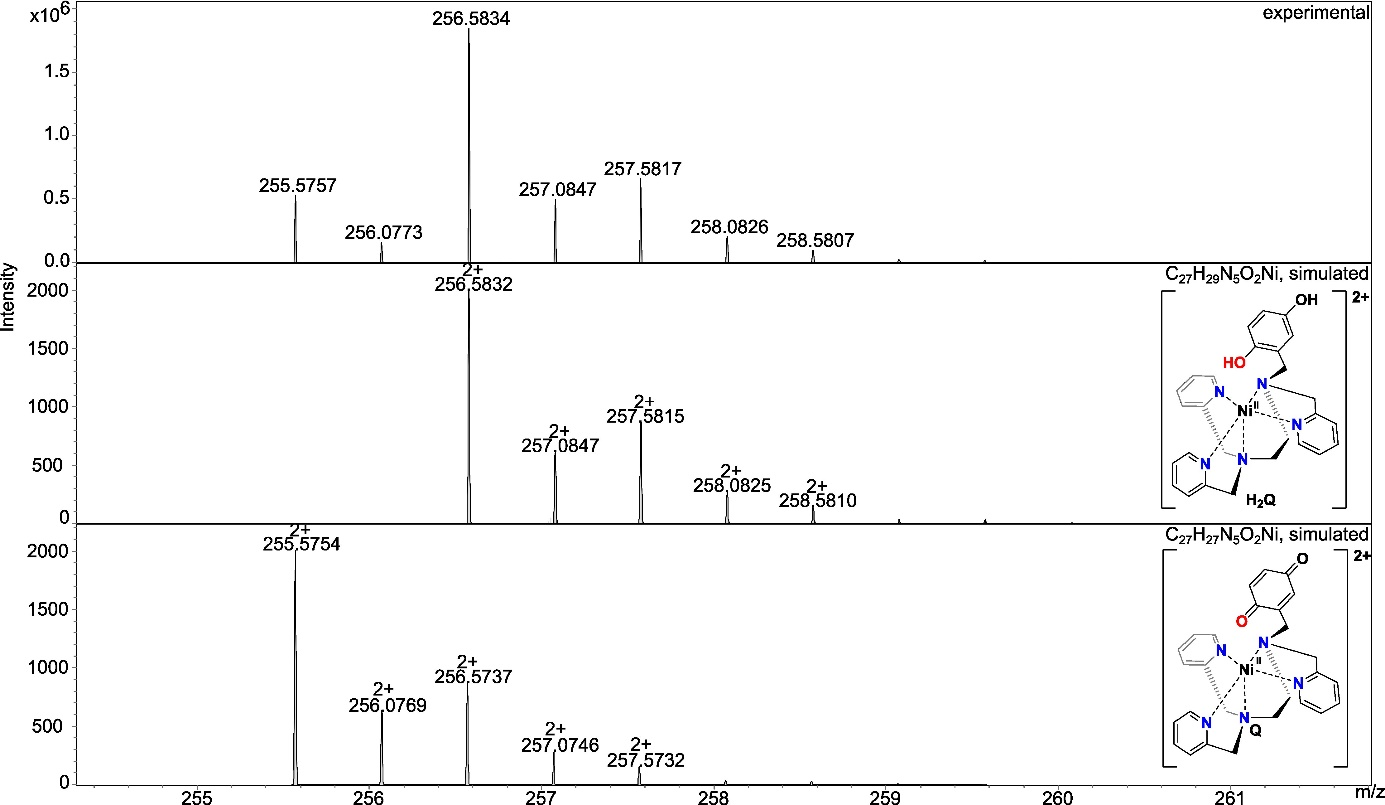 x10⁶
256.5834
experimental
1.5
1.0
257.5817
255.5757
257.0847
0.5
258.0826
256.0773
258.5807
0.0
Intensity
2+
256.5832
C₂₇H₂₉N₅O₂Ni, simulated
2000
OH
2+
HO
1500
N
N
2+
257.5815
1000
Ni II
N
2+
257.0847
N
N
2+
258.0825
500
2+
258.5810
H₂Q
0
2+
255.5754
C₂₇H₂₇N₅O₂Ni, simulated
2000
O
2+
1500
O
N
N
2+
256.5737
1000
Ni II
N
2+
256.0769
N
N
Q
500
2+
257.0746
2+
257.5732
0
255
256
257
258
259
260
261
m/z